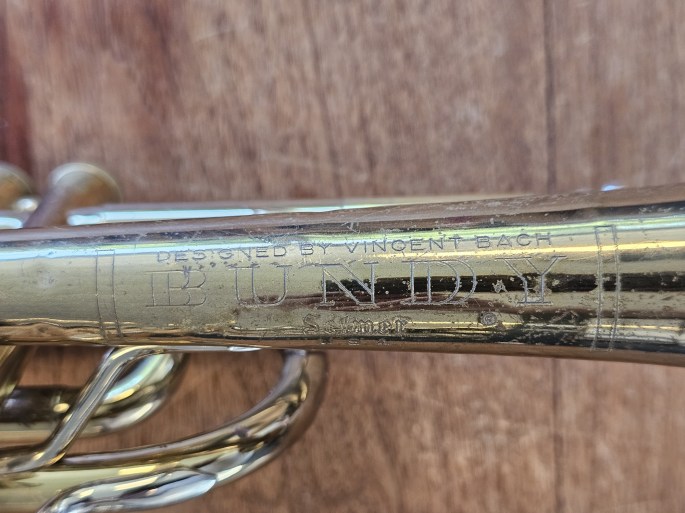 DESIGNED BY VINCENT BACH
BUNDY
Selmer
®